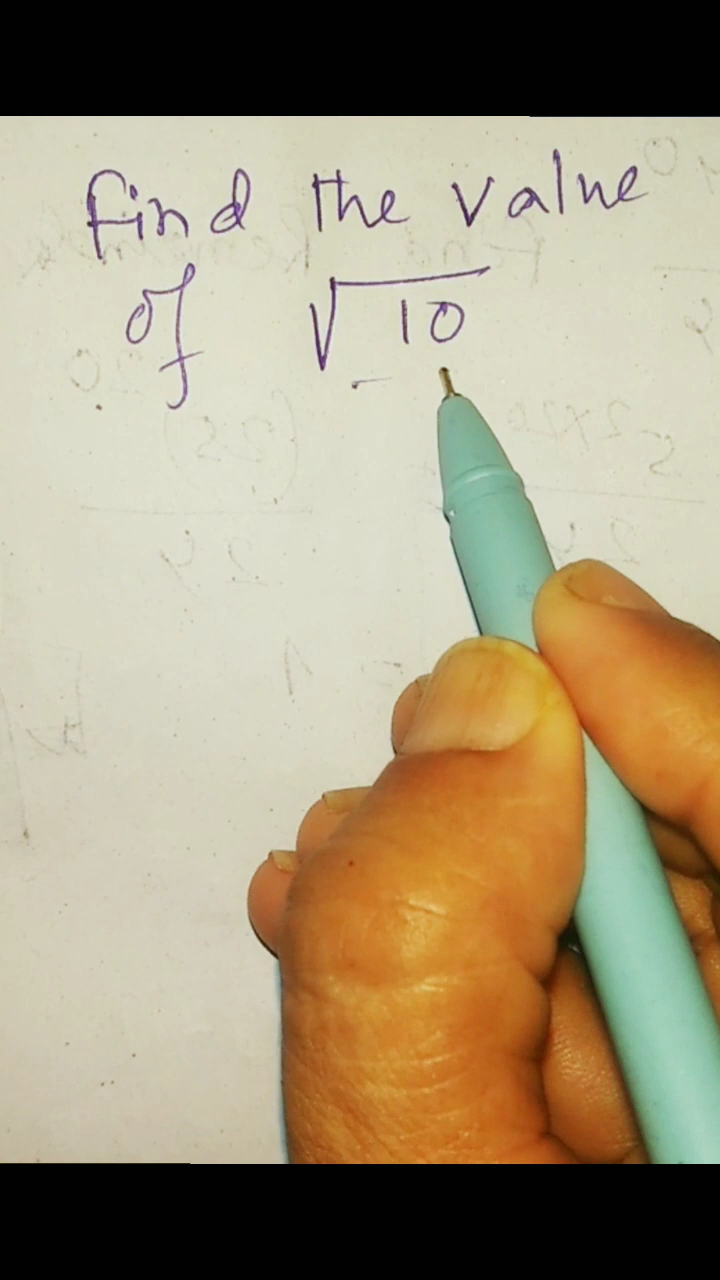 find the value
of √10